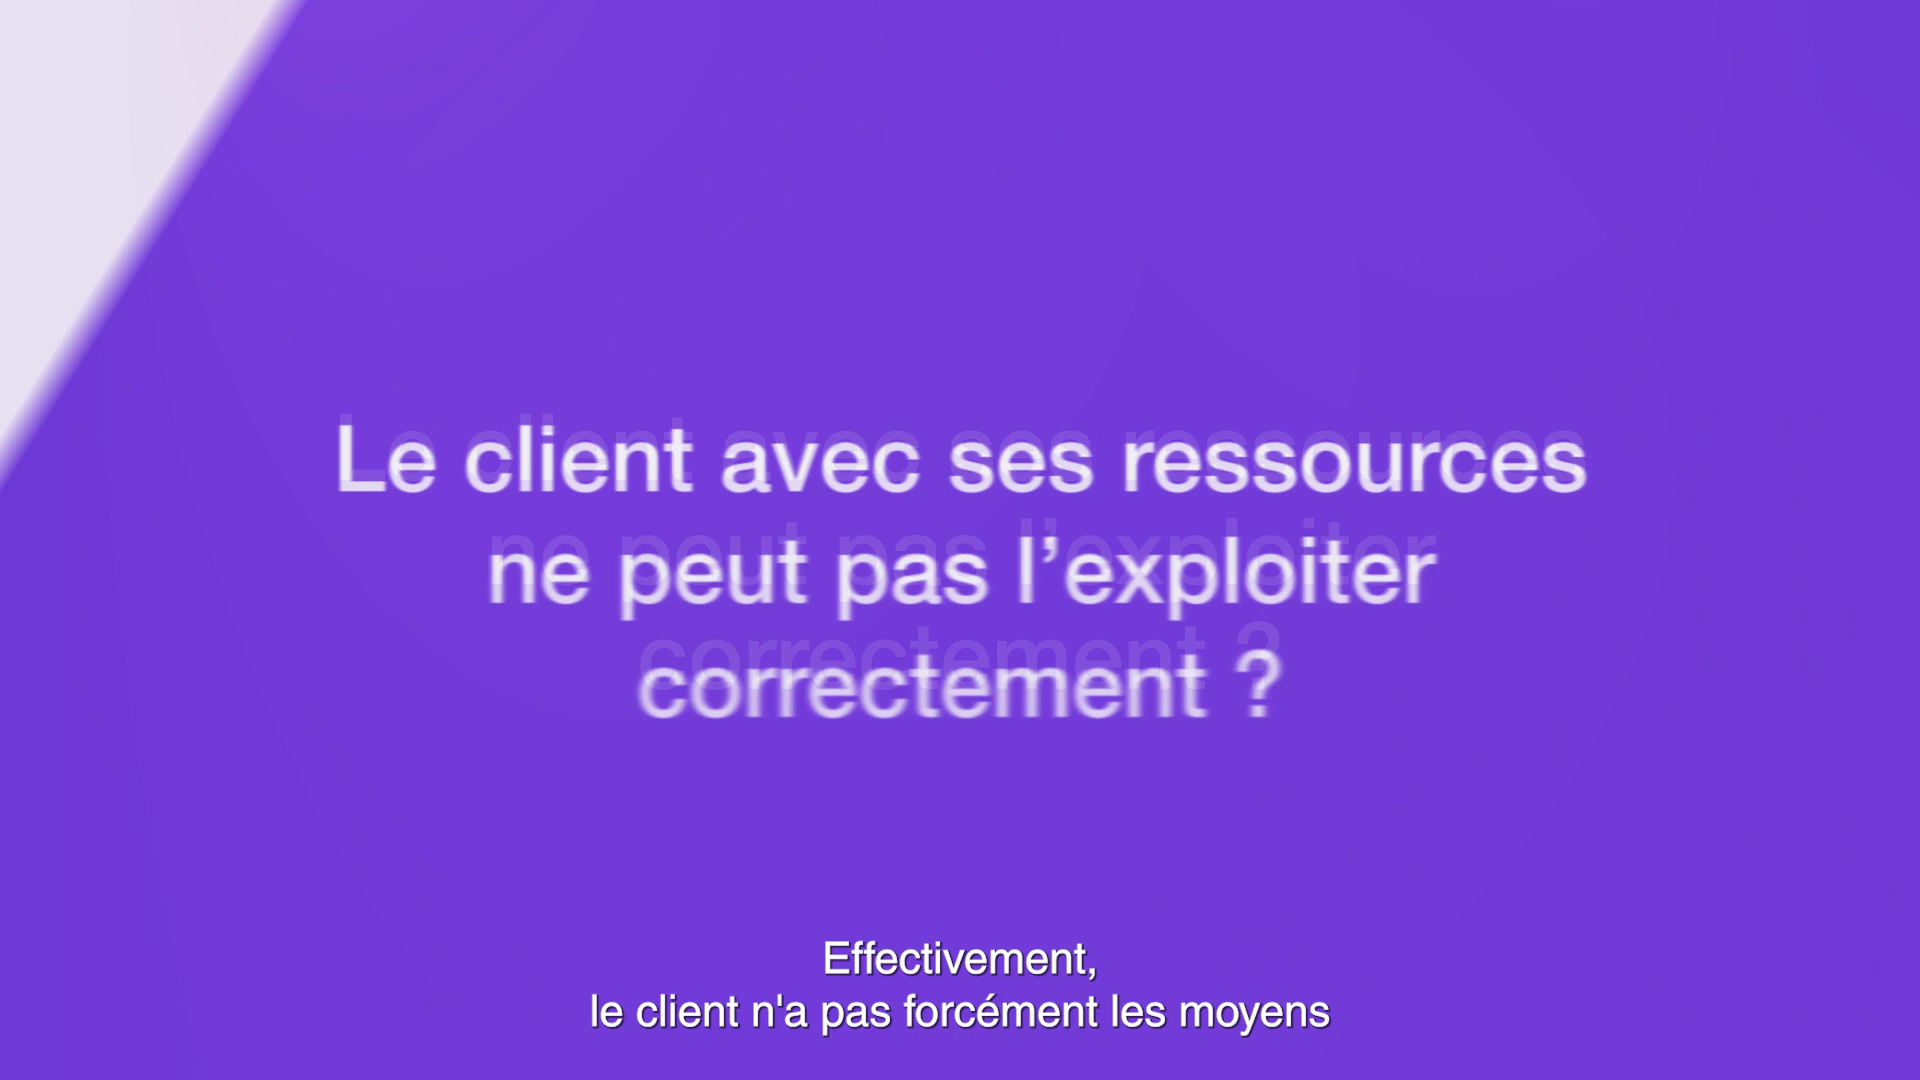 Le client avec ses ressources
ne peut pas l’exploiter
correctement ?
Effectivement,
le client n'a pas forcément les moyens